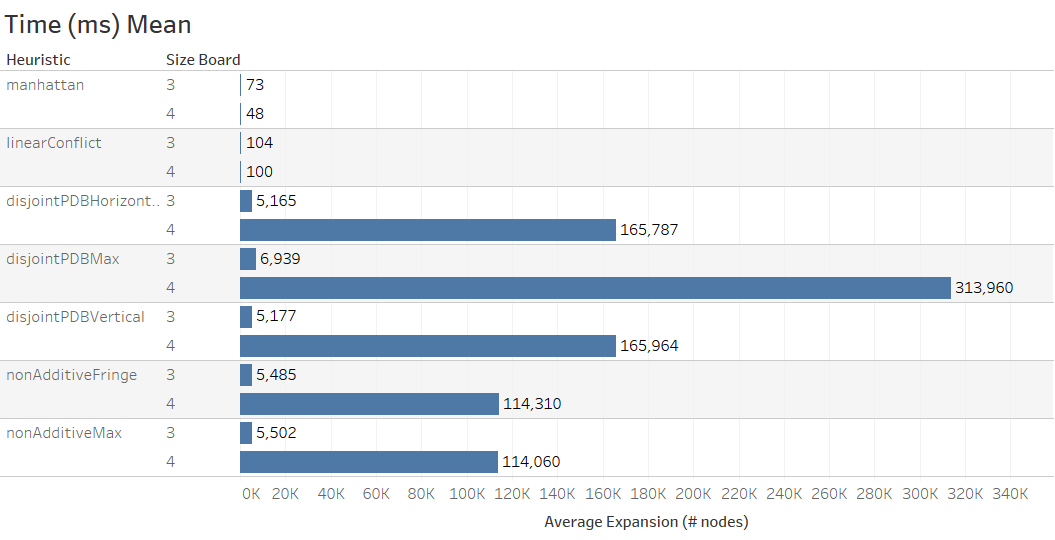 Time (ms) Mean
Heuristic Size Board
manhattan 3 73
4 48
linearConflict 3 104
4 100
disjointPDBHorizont.. 3 5,165
4 165,787
disjointPDBMax 3 6,939
4 313,960
disjointPDBVertical 3 5,177
4 165,964
nonAdditiveFringe 3 5,485
4 114,310
nonAdditiveMax 3 5,502
4 114,060
0K 20K 40K 60K 80K 100K 120K 140K 160K 180K 200K 220K 240K 260K 280K 300K 320K 340K
Average Expansion (# nodes)